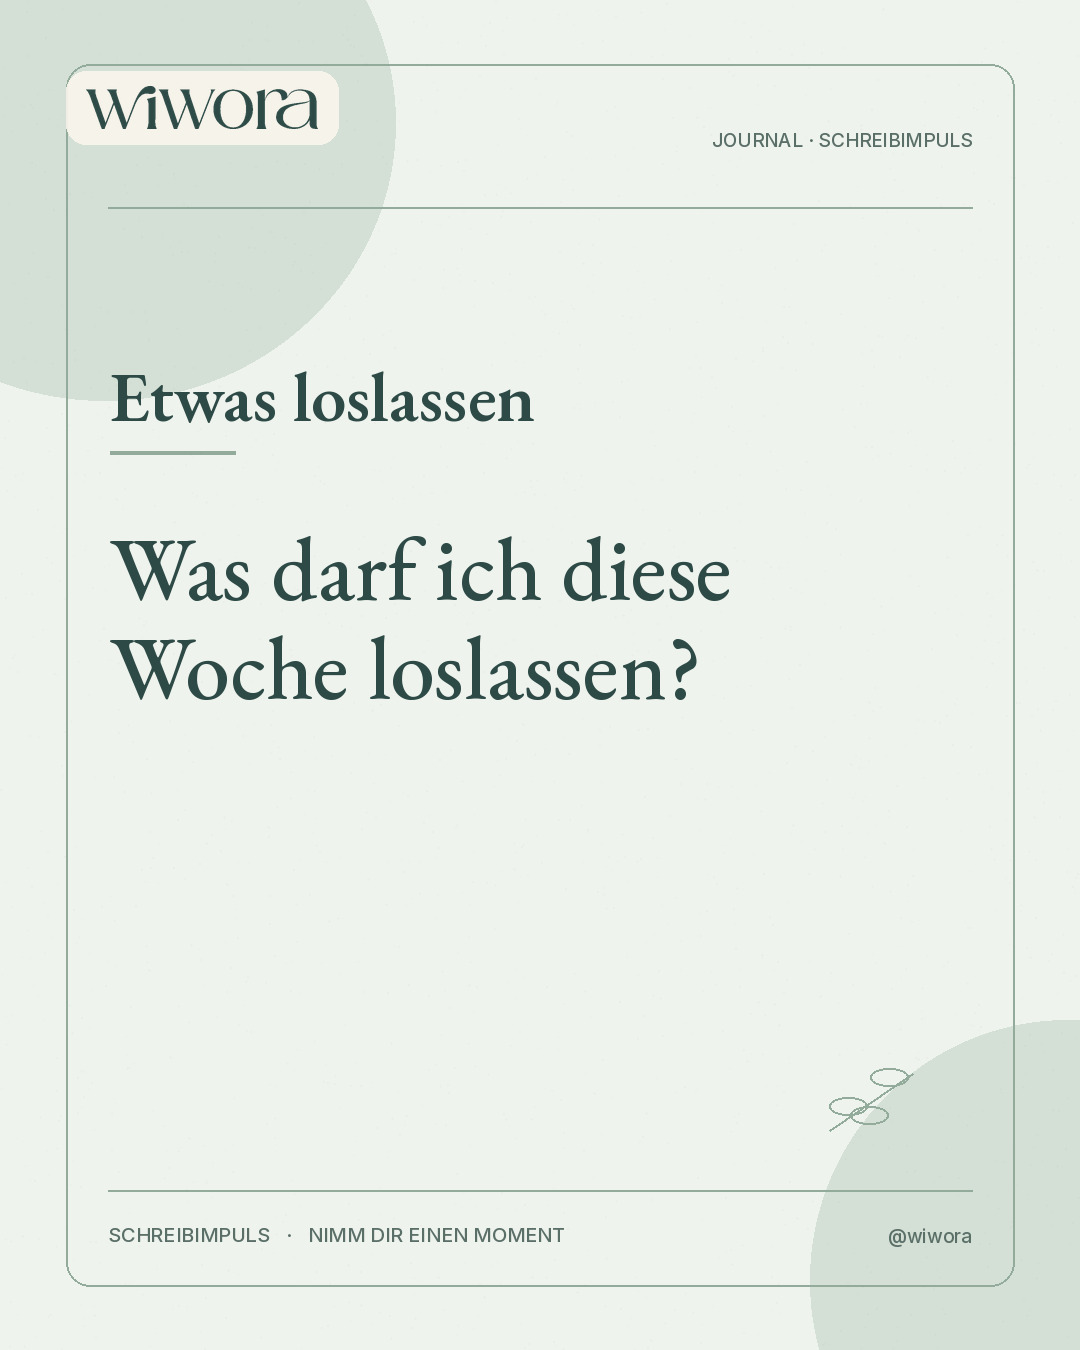 wiwora
JOURNAL · SCHREIBIMPULS
Etwas loslassen
Was darf ich diese
Woche loslassen?
SCHREIBIMPULS · NIMM DIR EINEN MOMENT
@wiwora